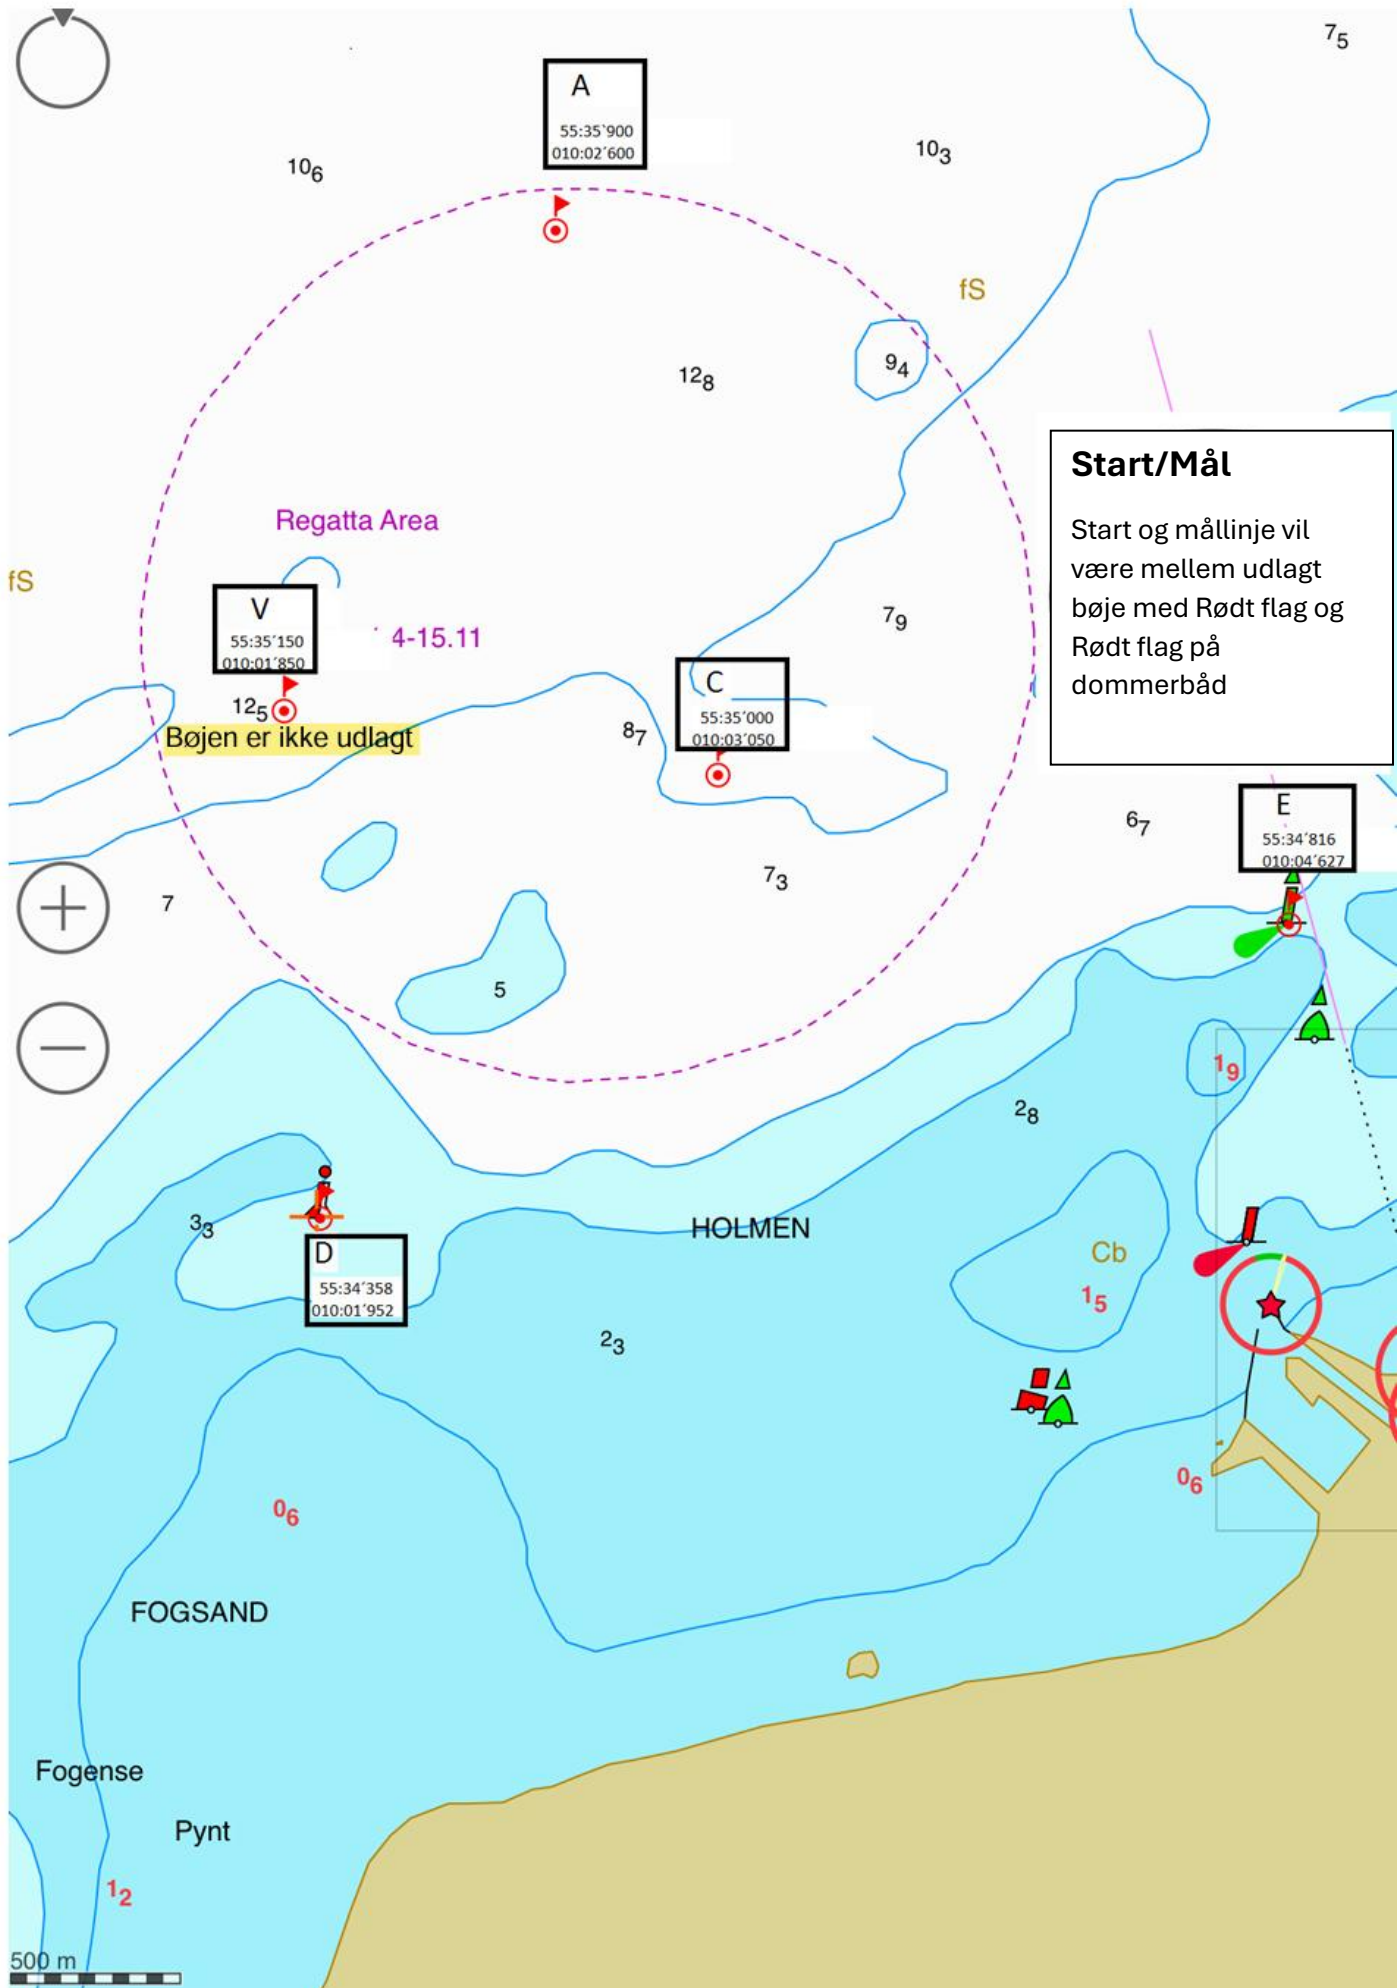 7₅
A
55:35`900
010:02´600
10₆
10₃
fS
9₄
12₈
Start/Mål
Start og mållinje vil
være mellem udlagt
bøje med Rødt flag og
Rødt flag på
dommerbåd
Regatta Area
fS
V
55:35´150
010:01´850
4-15.11
7₉
C
55:35´000
010:03´050
12₅
8₇
Bøjen er ikke udlagt
E
55:34´816
010:04´627
6₇
7₃
7
5
1₉
2₈
3₃
HOLMEN
D
55:34´358
010:01´952
Cb
1₅
2₃
0₆
0₆
FOGSAND
Fogense
Pynt
1₂
500 m